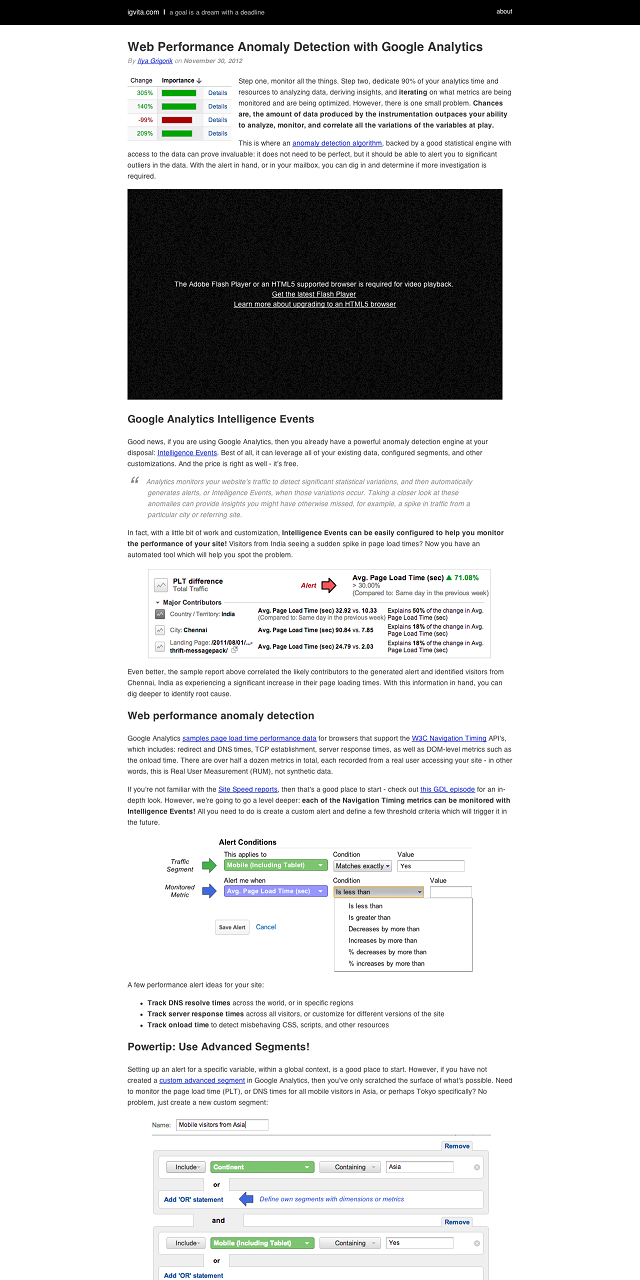 igvita.com | a goal is a dream with a deadline
about
Web Performance Anomaly Detection with Google Analytics
By Ilya Grigorik on November 30, 2012
Change Importance
305% Details
140% Details
-99% Details
209% Details
Step one, monitor all the things. Step two, dedicate 90% of your analytics time and
resources to analyzing data, deriving insights, and iterating on what metrics are being
monitored and are being optimized. However, there is one small problem. Chances
are, the amount of data produced by the instrumentation outpaces your ability
to analyze, monitor, and correlate all the variations of the variables at play.
This is where an anomaly detection algorithm, backed by a good statistical engine with
access to the data can prove invaluable: it does not need to be perfect, but it should be able to alert you to significant
outliers in the data. With the alert in hand, or in your mailbox, you can dig in and determine if more investigation is
required.
The Adobe Flash Player or an HTML5 supported browser is required for video playback.
Get the latest Flash Player
Learn more about upgrading to an HTML5 browser
Google Analytics Intelligence Events
Good news, if you are using Google Analytics, then you already have a powerful anomaly detection engine at your
disposal: Intelligence Events. Best of all, it can leverage all of your existing data, configured segments, and other
customizations. And the price is right as well - it's free.
“ Analytics monitors your website's traffic to detect significant statistical variations, and then automatically
generates alerts, or Intelligence Events, when those variations occur. Taking a closer look at these
anomalies can provide insights you might have otherwise missed, for example, a spike in traffic from a
particular city or referring site.
In fact, with a little bit of work and customization, Intelligence Events can be easily configured to help you monitor
the performance of your site! Visitors from India seeing a sudden spike in page load times? Now you have an
automated tool which will help you spot the problem.
PLT difference
Total Traffic
Alert
Avg. Page Load Time (sec) ▲ 71.08%
> 30.00%
(Compared to: Same day in the previous week)
Major Contributors
Country / Territory: India Avg. Page Load Time (sec) 32.92 vs. 10.33 Explains 50% of the change in Avg.
(Compared to: Same day in the previous week) Page Load Time (sec)
City: Chennai Avg. Page Load Time (sec) 90.84 vs. 7.85 Explains 18% of the change in Avg.
Page Load Time (sec)
Landing Page: /2011/08/01/... Avg. Page Load Time (sec) 24.79 vs. 2.03 Explains 18% of the change in Avg.
thrift-messagepack/ Page Load Time (sec)
Even better, the sample report above correlated the likely contributors to the generated alert and identified visitors from
Chennai, India as experiencing a significant increase in their page loading times. With this information in hand, you can
dig deeper to identify root cause.
Web performance anomaly detection
Google Analytics samples page load time performance data for browsers that support the W3C Navigation Timing API's,
which includes: redirect and DNS times, TCP establishment, server response times, as well as DOM-level metrics such as
the onload time. There are over half a dozen metrics in total, each recorded from a real user accessing your site - in other
words, this is Real User Measurement (RUM), not synthetic data.
If you're not familiar with the Site Speed reports, then that's a good place to start - check out this GDL episode for an in-
depth look. However, we're going to go a level deeper: each of the Navigation Timing metrics can be monitored with
Intelligence Events! All you need to do is create a custom alert and define a few threshold criteria which will trigger it in
the future.
Alert Conditions
This applies to Condition Value
Traffic Segment
Mobile (Including Tablet) Matches exactly Yes
Alert me when Condition Value
Monitored Metric
Avg. Page Load Time (sec) Is less than
Is less than
Is greater than
Decreases by more than
Increases by more than
% decreases by more than
% increases by more than
Save Alert Cancel
A few performance alert ideas for your site:
• Track DNS resolve times across the world, or in specific regions
• Track server response times across all visitors, or customize for different versions of the site
• Track onload time to detect misbehaving CSS, scripts, and other resources
Powertip: Use Advanced Segments!
Setting up an alert for a specific variable, within a global context, is a good place to start. However, if you have not
created a custom advanced segment in Google Analytics, then you've only scratched the surface of what's possible. Need
to monitor the page load time (PLT), or DNS times for all mobile visitors in Asia, or perhaps Tokyo specifically? No
problem, just create a new custom segment:
Name: Mobile visitors from Asia
Remove
Include Continent Containing Asia
or
Add 'OR' statement Define own segments with dimensions or metrics
and
Remove
Include Mobile (Including Tablet) Containing Yes
or
Add 'OR' statement